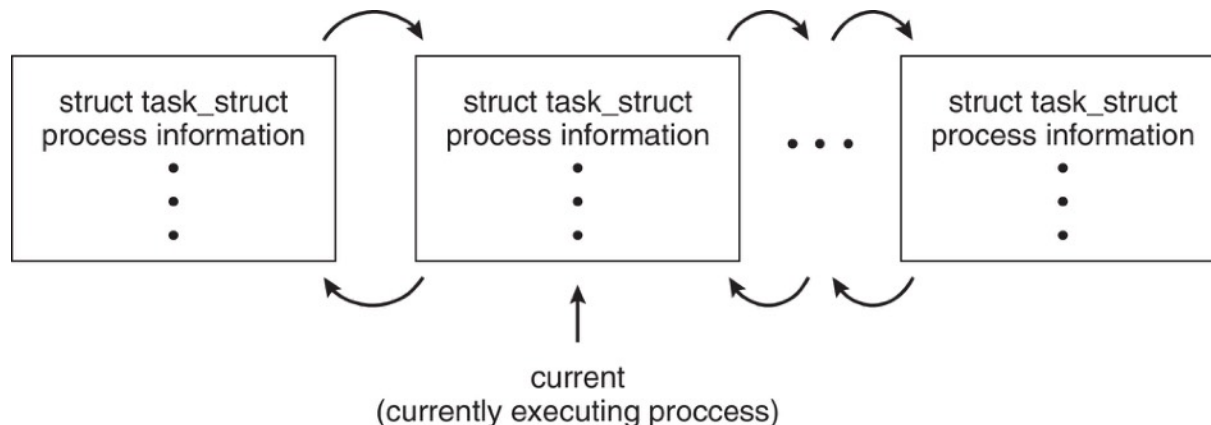 struct task_struct
process information
struct task_struct
process information
struct task_struct
process information
current
(currently executing proccess)